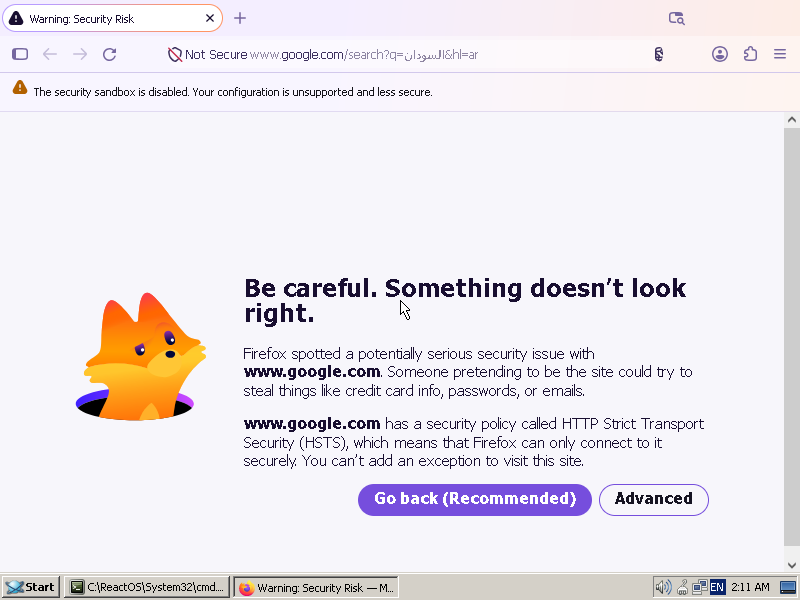 Warning: Security Risk
Not Secure www.google.com/search?q=السودان&hl=ar
The security sandbox is disabled. Your configuration is unsupported and less secure.
Be careful. Something doesn’t look
right.
Firefox spotted a potentially serious security issue with
www.google.com. Someone pretending to be the site could try to
steal things like credit card info, passwords, or emails.
www.google.com has a security policy called HTTP Strict Transport
Security (HSTS), which means that Firefox can only connect to it
securely. You can’t add an exception to visit this site.
Go back (Recommended) Advanced
Start C:\ReactOS\System32\cmd.... Warning: Security Risk — M... EN 2:11 AM